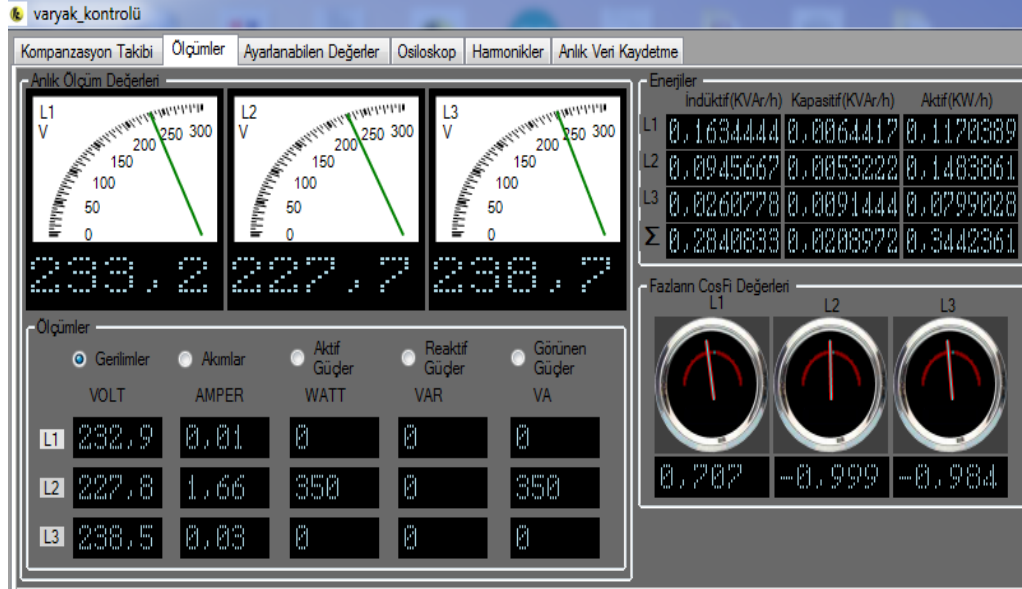 varyak_kontrolü
Kompanzasyon Takibi Ölçümler Ayarlanabilen Değerler Osiloskop Harmonikler Anlık Veri Kaydetme
Anlık Ölçüm Değerleri
L1
V
0 50 100 150 200 250 300
L2
V
0 50 100 150 200 250 300
L3
V
0 50 100 150 200 250 300
233,2 227,7 238,7
Enerjiler
İndüktif(KVAr/h) Kapasitif(KVAr/h) Aktif(KW/h)
L1 0,1634444 0,0064417 0,1170389
L2 0,0945667 0,0053222 0,1483861
L3 0,0260778 0,0091444 0,0799028
Σ 0,2840833 0,0208972 0,3442361
Ölçümler
Gerilimler Akımlar Aktif Güçler Reaktif Güçler Görünen Güçler
VOLT AMPER WATT VAR VA
L1 232,9 0,01 0 0 0
L2 227,8 1,66 350 0 350
L3 238,5 0,03 0 0 0
Fazların CosFi Değerleri
L1 L2 L3
0,707 -0,999 -0,984